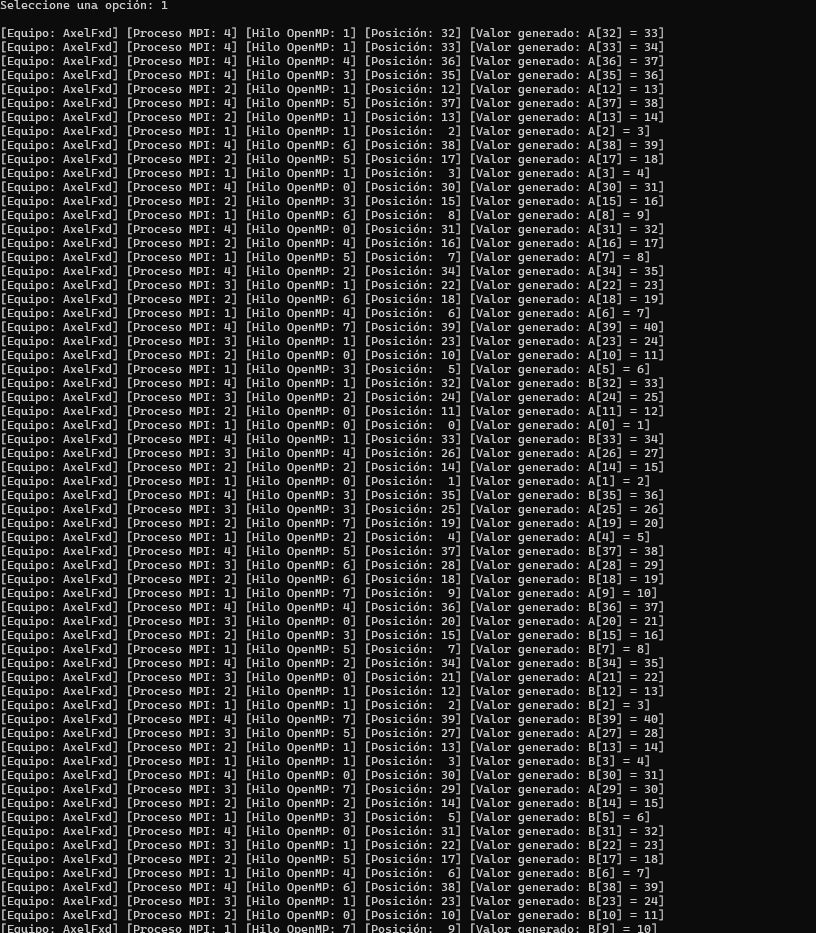 Seleccione una opción: 1
[Equipo: AxelFxd] [Proceso MPI: 4] [Hilo OpenMP: 1] [Posición: 32] [Valor generado: A[32] = 33]
[Equipo: AxelFxd] [Proceso MPI: 4] [Hilo OpenMP: 1] [Posición: 33] [Valor generado: A[33] = 34]
[Equipo: AxelFxd] [Proceso MPI: 4] [Hilo OpenMP: 4] [Posición: 36] [Valor generado: A[36] = 37]
[Equipo: AxelFxd] [Proceso MPI: 4] [Hilo OpenMP: 3] [Posición: 35] [Valor generado: A[35] = 36]
[Equipo: AxelFxd] [Proceso MPI: 2] [Hilo OpenMP: 1] [Posición: 12] [Valor generado: A[12] = 13]
[Equipo: AxelFxd] [Proceso MPI: 4] [Hilo OpenMP: 5] [Posición: 37] [Valor generado: A[37] = 38]
[Equipo: AxelFxd] [Proceso MPI: 2] [Hilo OpenMP: 1] [Posición: 13] [Valor generado: A[13] = 14]
[Equipo: AxelFxd] [Proceso MPI: 1] [Hilo OpenMP: 1] [Posición:  2] [Valor generado: A[2] = 3]
[Equipo: AxelFxd] [Proceso MPI: 4] [Hilo OpenMP: 6] [Posición: 38] [Valor generado: A[38] = 39]
[Equipo: AxelFxd] [Proceso MPI: 2] [Hilo OpenMP: 5] [Posición: 17] [Valor generado: A[17] = 18]
[Equipo: AxelFxd] [Proceso MPI: 1] [Hilo OpenMP: 1] [Posición:  3] [Valor generado: A[3] = 4]
[Equipo: AxelFxd] [Proceso MPI: 4] [Hilo OpenMP: 0] [Posición: 30] [Valor generado: A[30] = 31]
[Equipo: AxelFxd] [Proceso MPI: 2] [Hilo OpenMP: 3] [Posición: 15] [Valor generado: A[15] = 16]
[Equipo: AxelFxd] [Proceso MPI: 1] [Hilo OpenMP: 6] [Posición:  8] [Valor generado: A[8] = 9]
[Equipo: AxelFxd] [Proceso MPI: 4] [Hilo OpenMP: 0] [Posición: 31] [Valor generado: A[31] = 32]
[Equipo: AxelFxd] [Proceso MPI: 2] [Hilo OpenMP: 4] [Posición: 16] [Valor generado: A[16] = 17]
[Equipo: AxelFxd] [Proceso MPI: 1] [Hilo OpenMP: 5] [Posición:  7] [Valor generado: A[7] = 8]
[Equipo: AxelFxd] [Proceso MPI: 4] [Hilo OpenMP: 2] [Posición: 34] [Valor generado: A[34] = 35]
[Equipo: AxelFxd] [Proceso MPI: 3] [Hilo OpenMP: 1] [Posición: 22] [Valor generado: A[22] = 23]
[Equipo: AxelFxd] [Proceso MPI: 2] [Hilo OpenMP: 6] [Posición: 18] [Valor generado: A[18] = 19]
[Equipo: AxelFxd] [Proceso MPI: 1] [Hilo OpenMP: 4] [Posición:  6] [Valor generado: A[6] = 7]
[Equipo: AxelFxd] [Proceso MPI: 4] [Hilo OpenMP: 7] [Posición: 39] [Valor generado: A[39] = 40]
[Equipo: AxelFxd] [Proceso MPI: 3] [Hilo OpenMP: 1] [Posición: 23] [Valor generado: A[23] = 24]
[Equipo: AxelFxd] [Proceso MPI: 2] [Hilo OpenMP: 0] [Posición: 10] [Valor generado: A[10] = 11]
[Equipo: AxelFxd] [Proceso MPI: 1] [Hilo OpenMP: 3] [Posición:  5] [Valor generado: A[5] = 6]
[Equipo: AxelFxd] [Proceso MPI: 4] [Hilo OpenMP: 1] [Posición: 32] [Valor generado: B[32] = 33]
[Equipo: AxelFxd] [Proceso MPI: 3] [Hilo OpenMP: 2] [Posición: 24] [Valor generado: A[24] = 25]
[Equipo: AxelFxd] [Proceso MPI: 2] [Hilo OpenMP: 0] [Posición: 11] [Valor generado: A[11] = 12]
[Equipo: AxelFxd] [Proceso MPI: 1] [Hilo OpenMP: 0] [Posición:  0] [Valor generado: A[0] = 1]
[Equipo: AxelFxd] [Proceso MPI: 4] [Hilo OpenMP: 1] [Posición: 33] [Valor generado: B[33] = 34]
[Equipo: AxelFxd] [Proceso MPI: 3] [Hilo OpenMP: 4] [Posición: 26] [Valor generado: A[26] = 27]
[Equipo: AxelFxd] [Proceso MPI: 2] [Hilo OpenMP: 2] [Posición: 14] [Valor generado: A[14] = 15]
[Equipo: AxelFxd] [Proceso MPI: 1] [Hilo OpenMP: 0] [Posición:  1] [Valor generado: A[1] = 2]
[Equipo: AxelFxd] [Proceso MPI: 4] [Hilo OpenMP: 3] [Posición: 35] [Valor generado: B[35] = 36]
[Equipo: AxelFxd] [Proceso MPI: 3] [Hilo OpenMP: 3] [Posición: 25] [Valor generado: A[25] = 26]
[Equipo: AxelFxd] [Proceso MPI: 2] [Hilo OpenMP: 7] [Posición: 19] [Valor generado: A[19] = 20]
[Equipo: AxelFxd] [Proceso MPI: 1] [Hilo OpenMP: 2] [Posición:  4] [Valor generado: A[4] = 5]
[Equipo: AxelFxd] [Proceso MPI: 4] [Hilo OpenMP: 5] [Posición: 37] [Valor generado: B[37] = 38]
[Equipo: AxelFxd] [Proceso MPI: 3] [Hilo OpenMP: 6] [Posición: 28] [Valor generado: A[28] = 29]
[Equipo: AxelFxd] [Proceso MPI: 2] [Hilo OpenMP: 6] [Posición: 18] [Valor generado: B[18] = 19]
[Equipo: AxelFxd] [Proceso MPI: 1] [Hilo OpenMP: 7] [Posición:  9] [Valor generado: A[9] = 10]
[Equipo: AxelFxd] [Proceso MPI: 4] [Hilo OpenMP: 4] [Posición: 36] [Valor generado: B[36] = 37]
[Equipo: AxelFxd] [Proceso MPI: 3] [Hilo OpenMP: 0] [Posición: 20] [Valor generado: A[20] = 21]
[Equipo: AxelFxd] [Proceso MPI: 2] [Hilo OpenMP: 3] [Posición: 15] [Valor generado: B[15] = 16]
[Equipo: AxelFxd] [Proceso MPI: 1] [Hilo OpenMP: 5] [Posición:  7] [Valor generado: B[7] = 8]
[Equipo: AxelFxd] [Proceso MPI: 4] [Hilo OpenMP: 2] [Posición: 34] [Valor generado: B[34] = 35]
[Equipo: AxelFxd] [Proceso MPI: 3] [Hilo OpenMP: 0] [Posición: 21] [Valor generado: A[21] = 22]
[Equipo: AxelFxd] [Proceso MPI: 2] [Hilo OpenMP: 1] [Posición: 12] [Valor generado: B[12] = 13]
[Equipo: AxelFxd] [Proceso MPI: 1] [Hilo OpenMP: 1] [Posición:  2] [Valor generado: B[2] = 3]
[Equipo: AxelFxd] [Proceso MPI: 4] [Hilo OpenMP: 7] [Posición: 39] [Valor generado: B[39] = 40]
[Equipo: AxelFxd] [Proceso MPI: 3] [Hilo OpenMP: 5] [Posición: 27] [Valor generado: A[27] = 28]
[Equipo: AxelFxd] [Proceso MPI: 2] [Hilo OpenMP: 1] [Posición: 13] [Valor generado: B[13] = 14]
[Equipo: AxelFxd] [Proceso MPI: 1] [Hilo OpenMP: 1] [Posición:  3] [Valor generado: B[3] = 4]
[Equipo: AxelFxd] [Proceso MPI: 4] [Hilo OpenMP: 0] [Posición: 30] [Valor generado: B[30] = 31]
[Equipo: AxelFxd] [Proceso MPI: 3] [Hilo OpenMP: 7] [Posición: 29] [Valor generado: A[29] = 30]
[Equipo: AxelFxd] [Proceso MPI: 2] [Hilo OpenMP: 2] [Posición: 14] [Valor generado: B[14] = 15]
[Equipo: AxelFxd] [Proceso MPI: 1] [Hilo OpenMP: 3] [Posición:  5] [Valor generado: B[5] = 6]
[Equipo: AxelFxd] [Proceso MPI: 4] [Hilo OpenMP: 0] [Posición: 31] [Valor generado: B[31] = 32]
[Equipo: AxelFxd] [Proceso MPI: 3] [Hilo OpenMP: 1] [Posición: 22] [Valor generado: B[22] = 23]
[Equipo: AxelFxd] [Proceso MPI: 2] [Hilo OpenMP: 5] [Posición: 17] [Valor generado: B[17] = 18]
[Equipo: AxelFxd] [Proceso MPI: 1] [Hilo OpenMP: 4] [Posición:  6] [Valor generado: B[6] = 7]
[Equipo: AxelFxd] [Proceso MPI: 4] [Hilo OpenMP: 6] [Posición: 38] [Valor generado: B[38] = 39]
[Equipo: AxelFxd] [Proceso MPI: 3] [Hilo OpenMP: 1] [Posición: 23] [Valor generado: B[23] = 24]
[Equipo: AxelFxd] [Proceso MPI: 2] [Hilo OpenMP: 0] [Posición: 10] [Valor generado: B[10] = 11]
[Equipo: AxelFxd] [Proceso MPI: 1] [Hilo OpenMP: 7] [Posición:  9] [Valor generado: B[9] = 10]